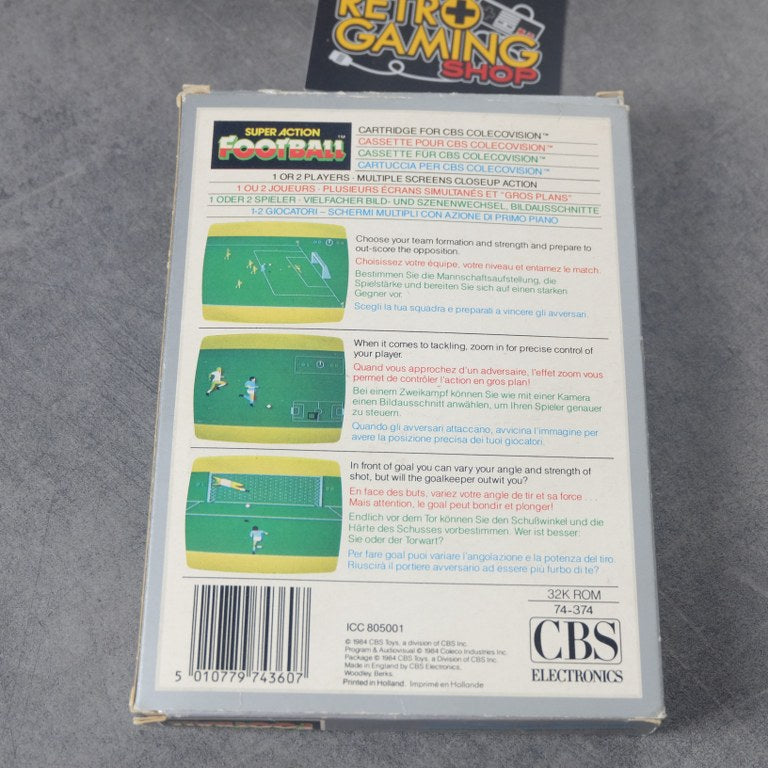 RETRO
GAMING
SHOP
SUPER ACTION
FOOTBALL™
CARTRIDGE FOR CBS COLECOVISION™
CASSETTE POUR CBS COLECOVISION™
CASSETTE FÜR CBS COLECOVISION™
CARTUCCIA PER CBS COLECOVISION™
1 OR 2 PLAYERS · MULTIPLE SCREENS CLOSEUP ACTION
1 OU 2 JOUEURS · PLUSIEURS ÉCRANS SIMULTANÉS ET "GROS PLANS"
1 ODER 2 SPIELER - VIELFACHER BILD- UND SZENENWECHSEL, BILDAUSSCHNITTE
1-2 GIOCATORI – SCHERMI MULTIPLI CON AZIONE DI PRIMO PIANO
Choose your team formation and strength and prepare to
out-score the opposition.
Choisissez votre équipe, votre niveau et entamez le match.
Bestimmen Sie die Mannschaftsaufstellung, die
Spielstärke und bereiten Sie sich auf einen starken
Gegner vor.
Scegli la tua squadra e preparati a vincere gli avversari.
When it comes to tackling, zoom in for precise control of
your player.
Quand vous approchez d'un adversaire, l'effet zoom vous
permet de contrôler l'action en gros plan!
Bei einem Zweikampf können Sie wie mit einer Kamera
einen Bildausschnitt anwählen, um Ihren Spieler genauer
zu steuern.
Quando gli avversari attaccano, avvicina l'immagine per
avere la posizione precisa dei tuoi giocatori.
In front of goal you can vary your angle and strength of
shot, but will the goalkeeper outwit you?
En face des buts, variez votre angle de tir et sa force . . .
Mais attention, le goal peut bondir et plonger!
Endlich vor dem Tor können Sie den Schußwinkel und die
Härte des Schusses vorbestimmen. Wer ist besser:
Sie oder der Torwart?
Per fare goal puoi variare l'angolazione e la potenza del tiro.
Riuscirà il portiere avversario ad essere più furbo di te?
5 010779 743607
ICC 805001
© 1984 CBS Toys, a division of CBS Inc.
Program & Audiovisual © 1984 Coleco Industries Inc.
Package © 1984 CBS Toys, a Division of CBS Inc.
Made in England by CBS Electronics,
Woodley, Berks.
Printed in Holland. Imprimé en Hollande
32K ROM
74-374
CBS
ELECTRONICS